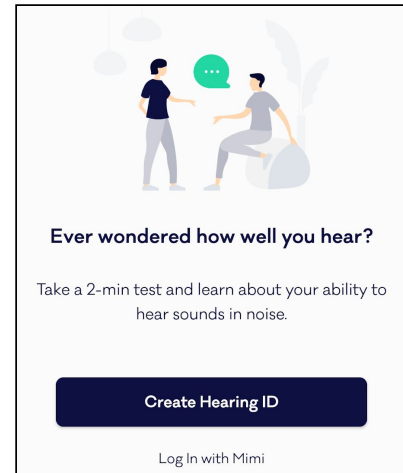 Ever wondered how well you hear?
Take a 2-min test and learn about your ability to
hear sounds in noise.
Create Hearing ID
Log In with Mimi